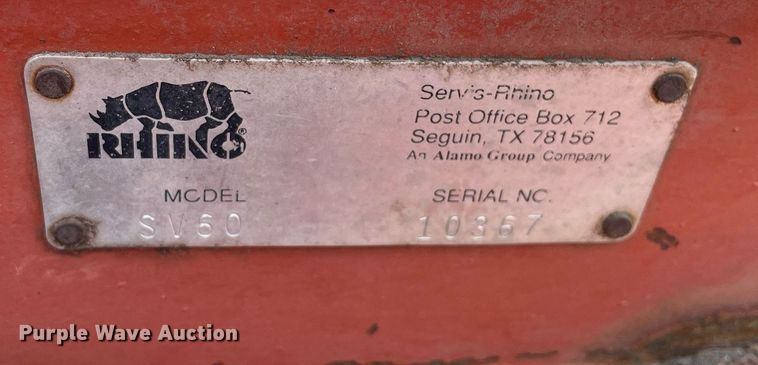 RHINO®
Servis-Rhino
Post Office Box 712
Seguin, TX 78156
An Alamo Group Company
MODEL
SV60
SERIAL NO.
10367
Purple Wave Auction